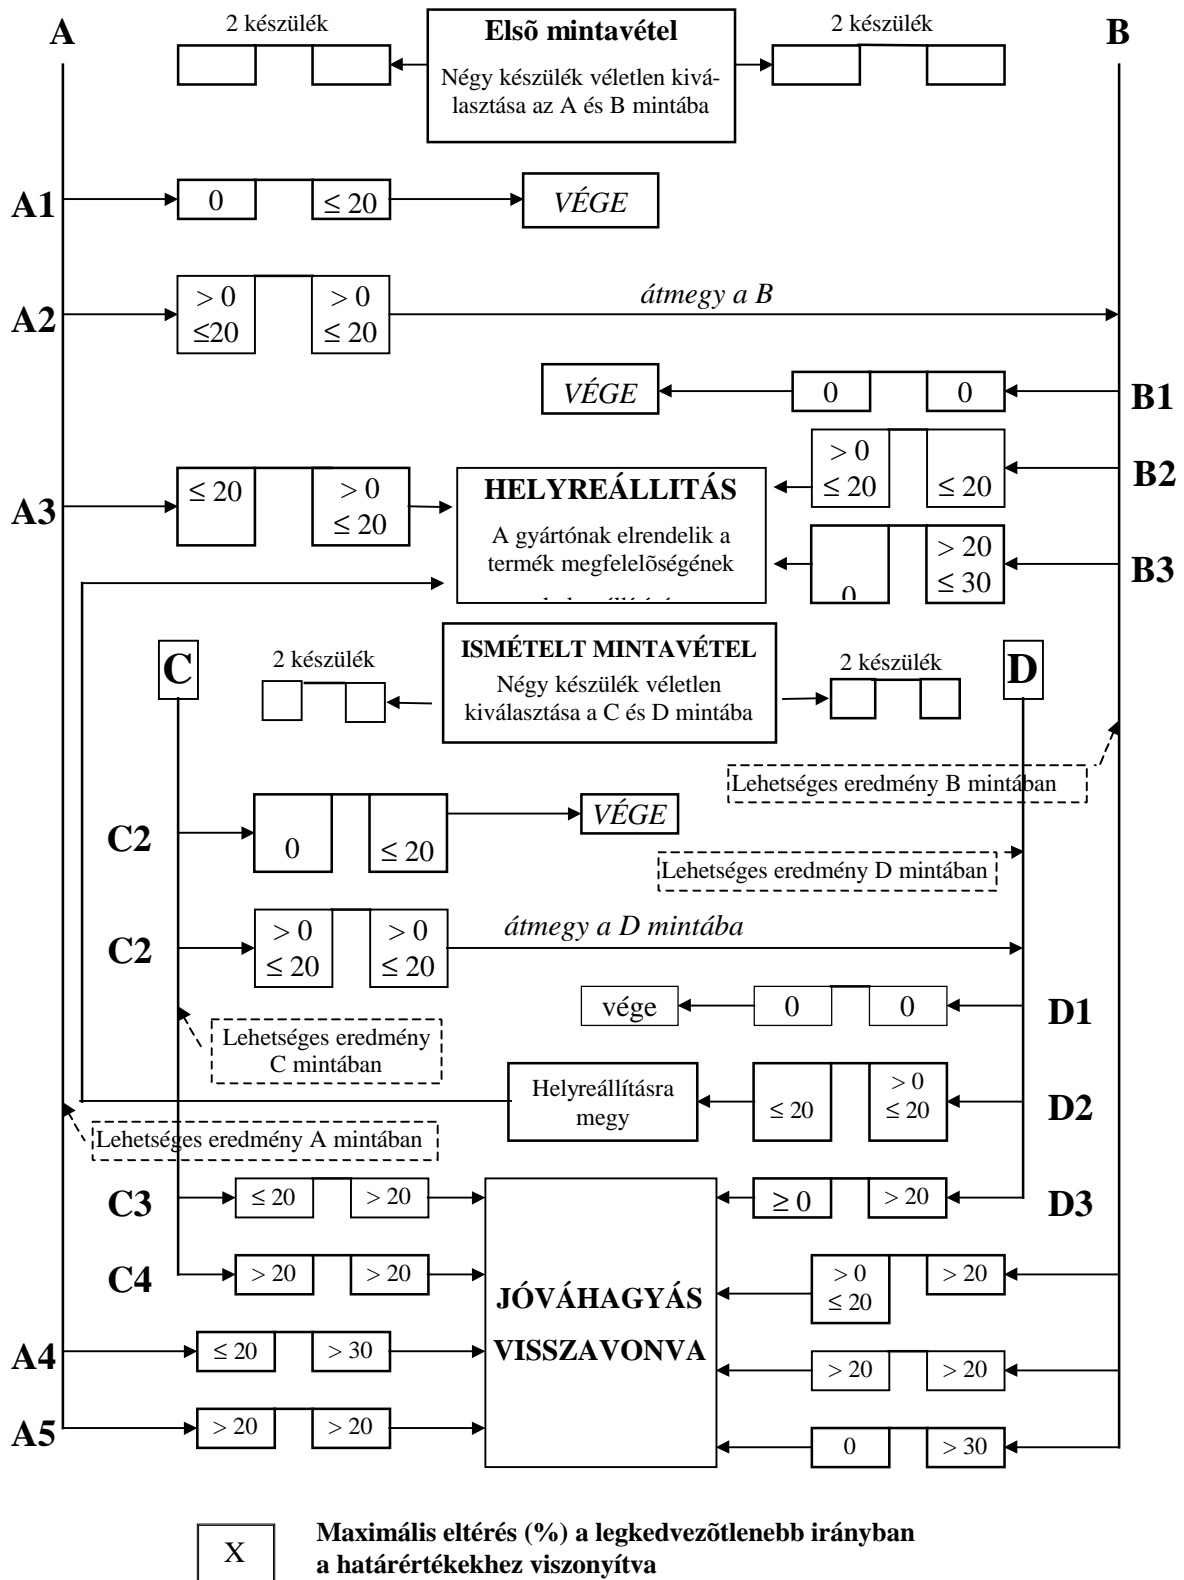 A
2 készülék
Elsõ mintavétel
2 készülék
B
Négy készülék véletlen kivá-
lasztása az A és B mintába
A1
0
≤ 20
VÉGE
A2
> 0
≤20
> 0
≤ 20
átmegy a B
VÉGE
0
0
B1
A3
≤ 20
> 0
≤ 20
HELYREÁLLITÁS
A gyártónak elrendelik a
termék megfelelõségének
> 0
≤ 20
≤ 20
B2
0
> 20
≤ 30
B3
C
2 készülék
ISMÉTELT MINTAVÉTEL
Négy készülék véletlen
kiválasztása a C és D mintába
2 készülék
D
Lehetséges eredmény B mintában
C2
0
≤ 20
VÉGE
Lehetséges eredmény D mintában
C2
> 0
≤ 20
> 0
≤ 20
átmegy a D mintába
vége
0
0
D1
Lehetséges eredmény
C mintában
Helyreállításra
megy
≤ 20
> 0
≤ 20
D2
Lehetséges eredmény A mintában
C3
≤ 20
> 20
≥ 0
> 20
D3
C4
> 20
> 20
JÓVÁHAGYÁS
VISSZAVONVA
> 0
≤ 20
> 20
A4
≤ 20
> 30
> 20
> 20
A5
> 20
> 20
0
> 30
X
Maximális eltérés (%) a legkedvezõtlenebb irányban
a határértékekhez viszonyítva